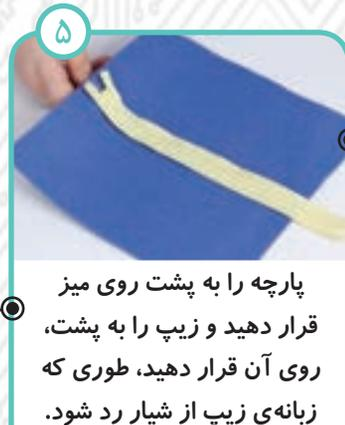 ۵
پارچه را به پشت روی میز
قرار دهید و زیپ را به پشت،
روی آن قرار دهید، طوری که
زبانه‌ی زیپ از شیار رد شود.